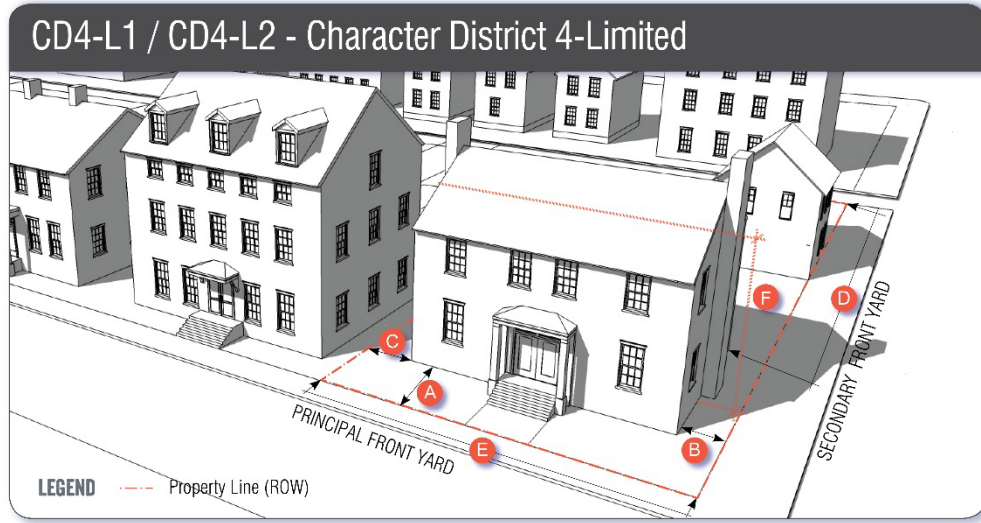 CD4-L1 / CD4-L2 - Character District 4-Limited
F
D
C
A
SECONDARY FRONT YARD
PRINCIPAL FRONT YARD
E
B
LEGEND Property Line (ROW)